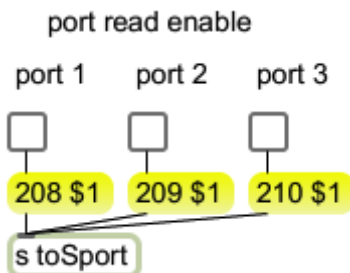 port read enable
port 1 port 2 port 3
208 $1 209 $1 210 $1
s toSport